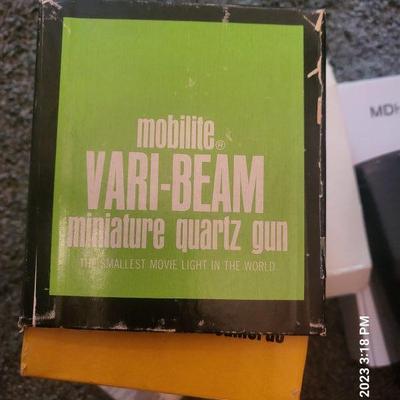 mobilite®
VARI-BEAM
miniature quartz gun
THE SMALLEST MOVIE LIGHT IN THE WORLD
MDH
2023 3:18 PM